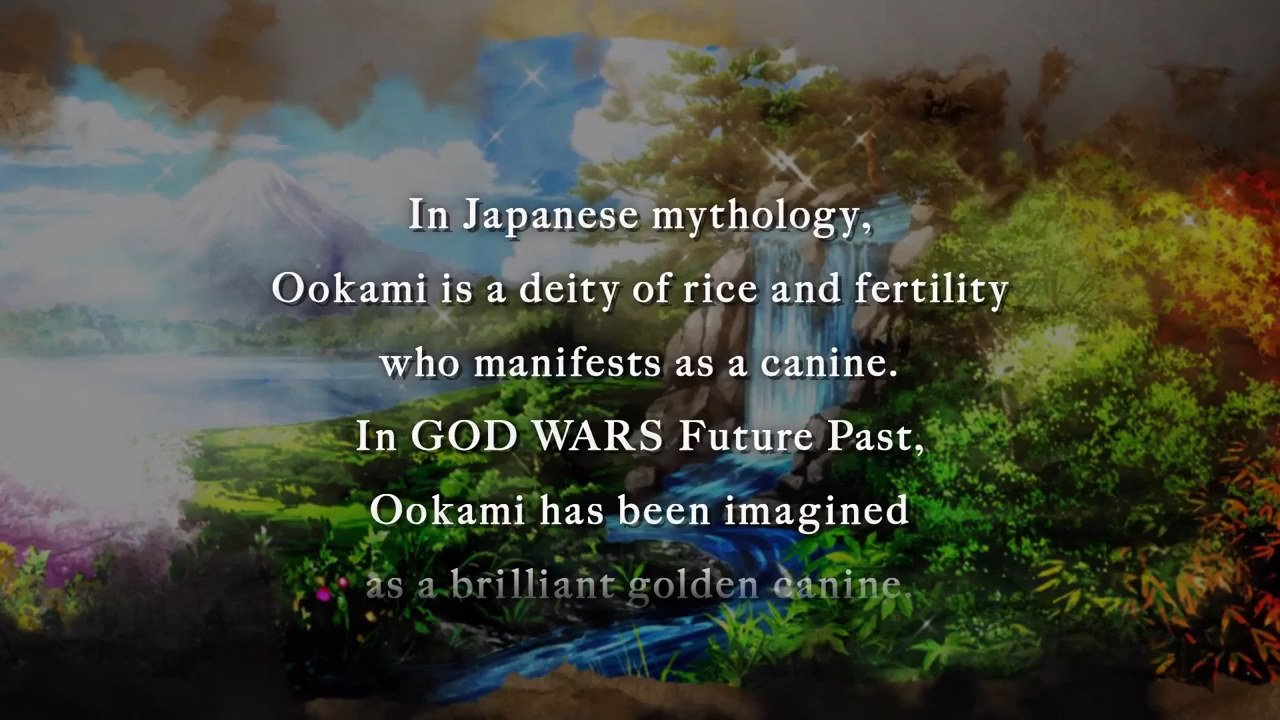 In Japanese mythology,
Ookami is a deity of rice and fertility
who manifests as a canine.
In GOD WARS Future Past,
Ookami has been imagined
as a brilliant golden canine.